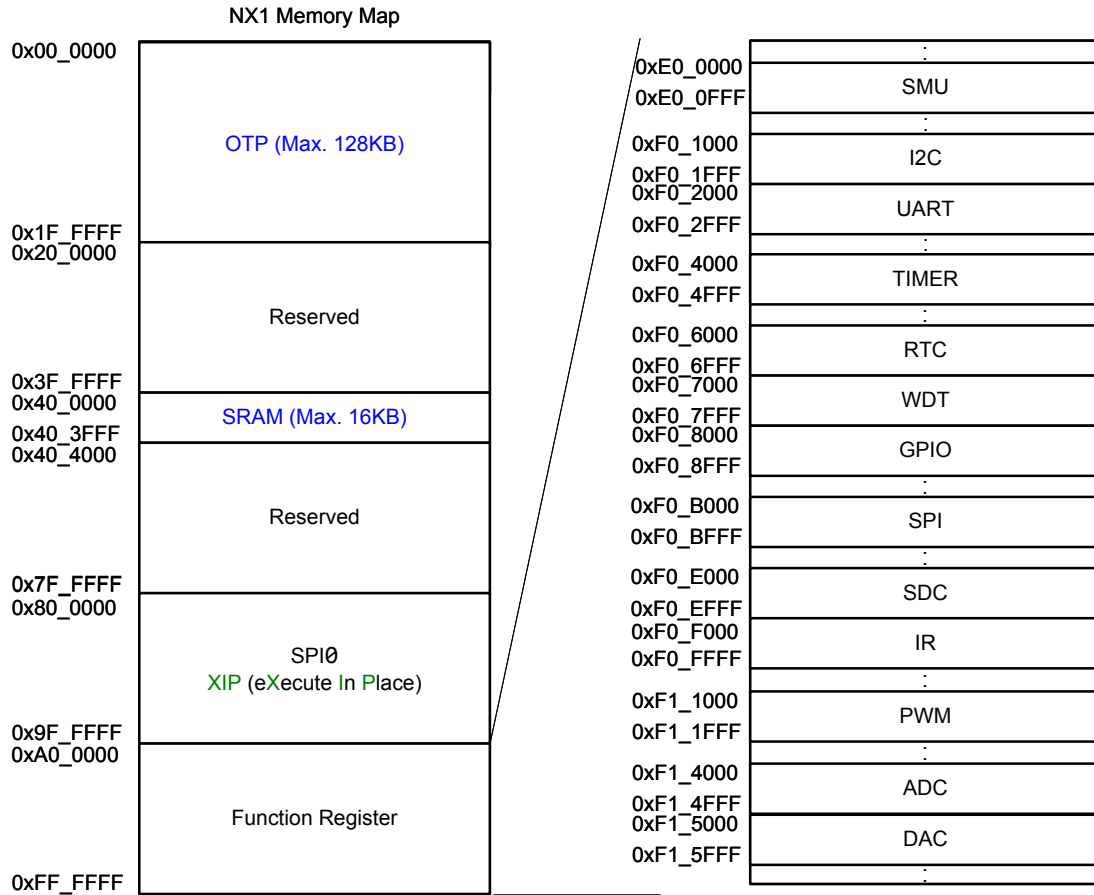 NX1 Memory Map
0x00_0000
OTP (Max. 128KB)
0x1F_FFFF
0x20_0000
Reserved
0x3F_FFFF
0x40_0000
SRAM (Max. 16KB)
0x40_3FFF
0x40_4000
Reserved
0x7F_FFFF
0x80_0000
SPI0
XIP (eXecute In Place)
0x9F_FFFF
0xA0_0000
Function Register
0xFF_FFFF
:
0xE0_0000
SMU
0xE0_0FFF
:
0xF0_1000
I2C
0xF0_1FFF
0xF0_2000
UART
0xF0_2FFF
:
0xF0_4000
TIMER
0xF0_4FFF
:
0xF0_6000
RTC
0xF0_6FFF
0xF0_7000
WDT
0xF0_7FFF
0xF0_8000
GPIO
0xF0_8FFF
:
0xF0_B000
SPI
0xF0_BFFF
:
0xF0_E000
SDC
0xF0_EFFF
0xF0_F000
IR
0xF0_FFFF
:
0xF1_1000
PWM
0xF1_1FFF
:
0xF1_4000
ADC
0xF1_4FFF
0xF1_5000
DAC
0xF1_5FFF
: